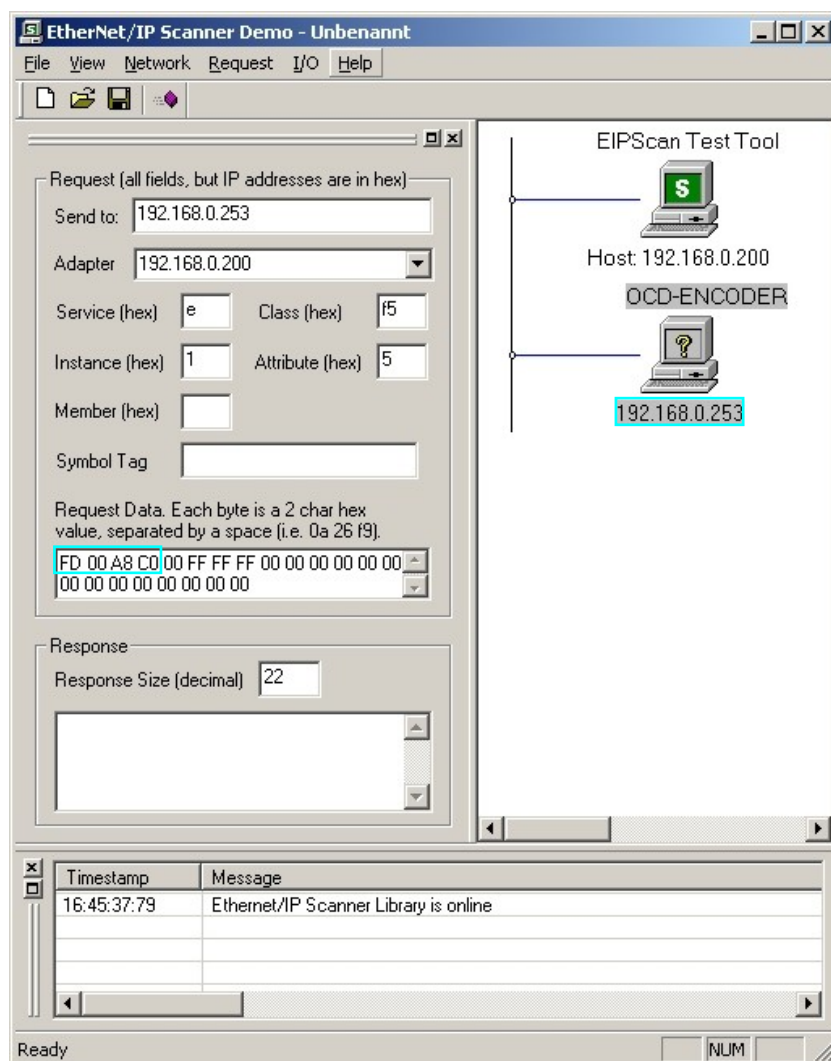 EtherNet/IP Scanner Demo - Unbenannt
File View Network Request I/O Help
Request (all fields, but IP addresses are in hex)
Send to: 192.168.0.253
Adapter 192.168.0.200
Service (hex) e Class (hex) f5
Instance (hex) 1 Attribute (hex) 5
Member (hex)
Symbol Tag
Request Data. Each byte is a 2 char hex
value, separated by a space (i.e. 0a 26 f9).
FD 00 A8 C0 00 FF FF FF 00 00 00 00 00 00
00 00 00 00 00 00 00 00
Response
Response Size (decimal) 22
EIPScan Test Tool
S
Host: 192.168.0.200
OCD-ENCODER
?
192.168.0.253
Timestamp Message
16:45:37:79 Ethernet/IP Scanner Library is online
Ready NUM